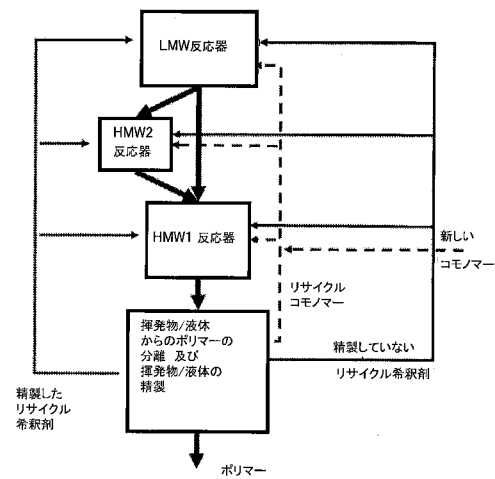 LMW反応器
HMW2
反応器
HMW1 反応器
新しい
コモノマー
リサイクル
コモノマー
揮発物/液体
からのポリマーの
分離 及び
揮発物/液体の
精製
精製していない
リサイクル希釈剤
精製した
リサイクル
希釈剤
ポリマー